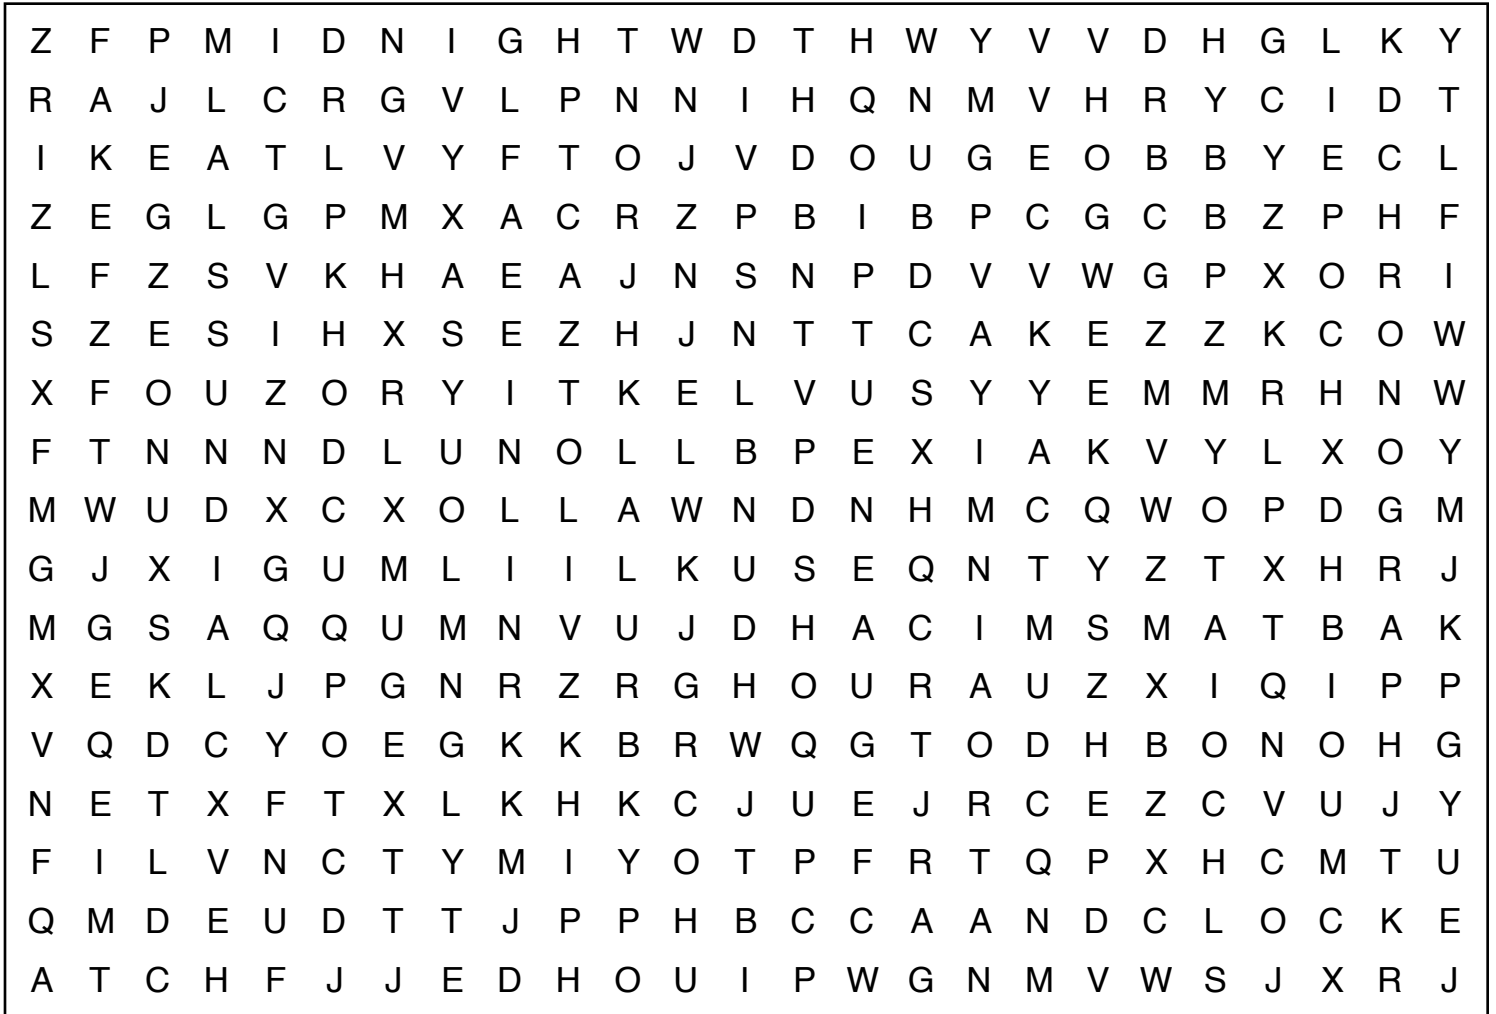 Z F P M I D N I G H T W D T H W Y V V D H G L K Y
R A J L C R G V L P N N I H Q N M V H R Y C I D T
I K E A T L V Y F T O J V D O U G E O B B Y E C L
Z E G L G P M X A C R Z P B I B P C G C B Z P H F
L F Z S V K H A E A J N S N P D V V W G P X O R I
S Z E S I H X S E Z H J N T T C A K E Z Z K C O W
X F O U Z O R Y I T K E L V U S Y Y E M M R H N W
F T N N N D L U N O L L B P E X I A K V Y L X O Y
M W U D X C X O L L A W N D N H M C Q W O P D G M
G J X I G U M L I I L K U S E Q N T Y Z T X H R J
M G S A Q Q U M N V U J D H A C I M S M A T B A K
X E K L J P G N R Z R G H O U R A U Z X I Q I P P
V Q D C Y O E G K K B R W Q G T O D H B O N O H G
N E T X F T X L K H K C J U E J R C E Z C V U J Y
F I L V N C T Y M I Y O T P F R T Q P X H C M T U
Q M D E U D T T J P P H B C C A A N D C L O C K E
A T C H F J J E D H O U I P W G N M V W S J X R J